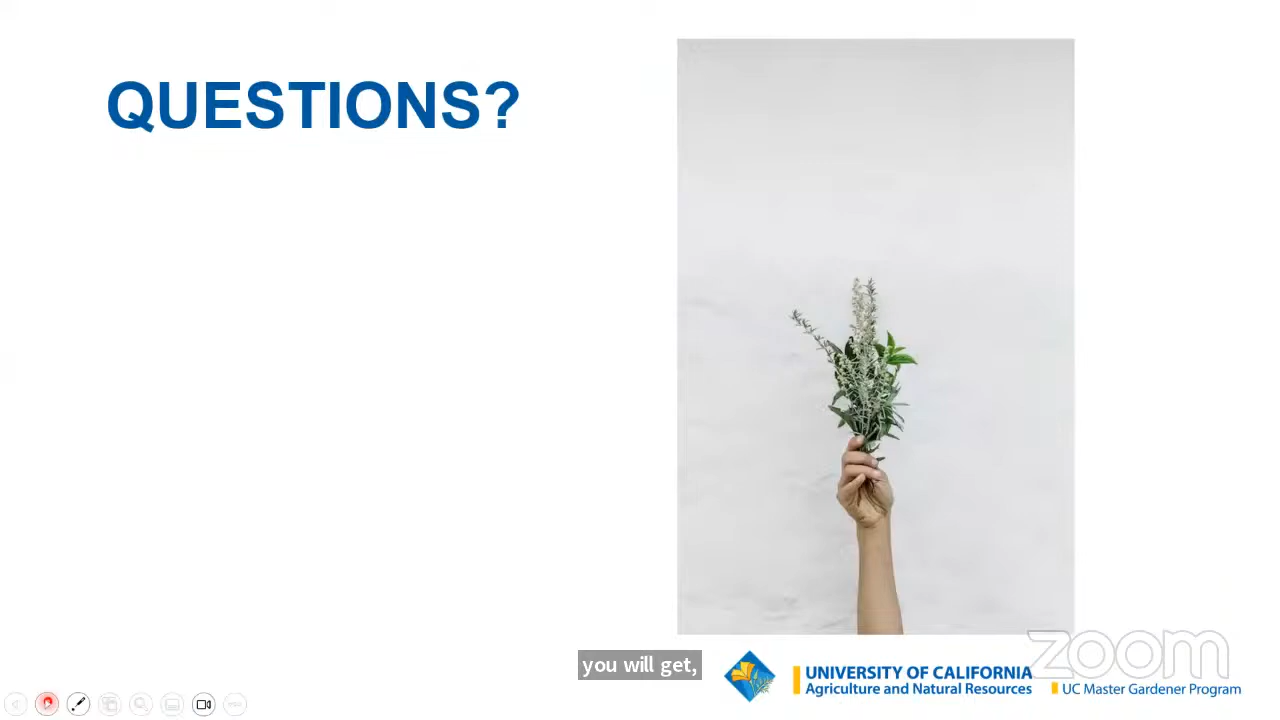 QUESTIONS?
you will get,
UNIVERSITY OF CALIFORNIA
Agriculture and Natural Resources
UC Master Gardener Program
zoom